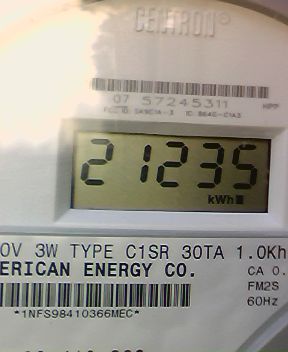 CENTRON®
07 57245311
21235
kWh
0V 3W TYPE C1SR 30TA 1.0Kh
ERICAN ENERGY CO.
CA 0.
FM2S
60Hz
*1NFS98410366MEC*